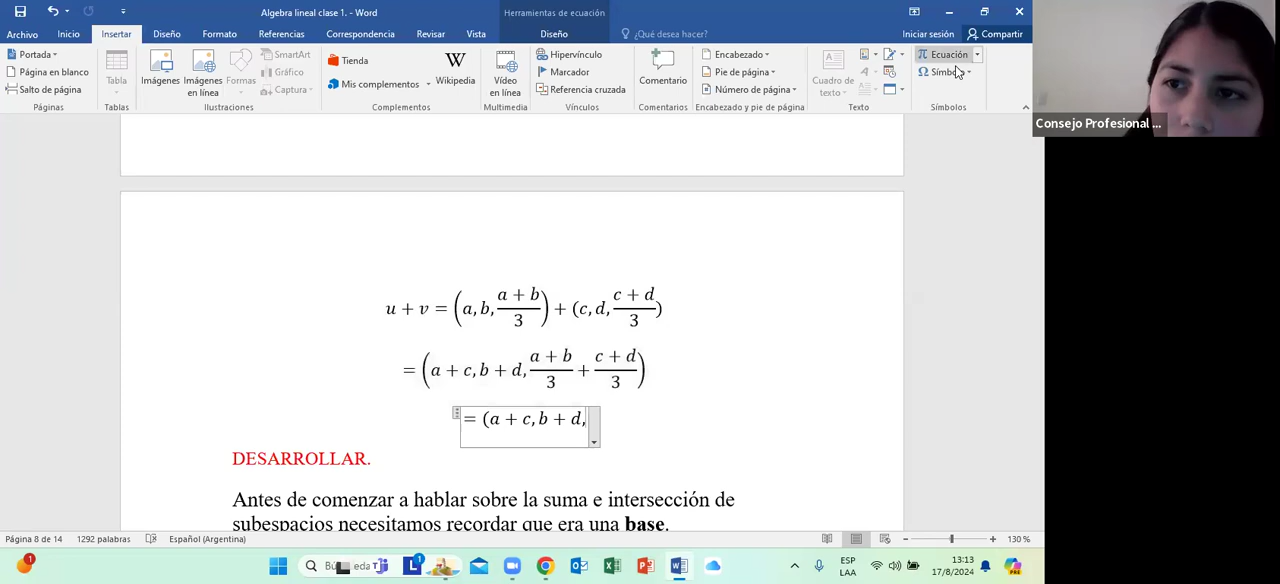 Algebra lineal clase 1. - Word
Herramientas de ecuación
Archivo Inicio Insertar Diseño Formato Referencias Correspondencia Revisar Vista Diseño ¿Qué desea hacer? Iniciar sesión Compartir
Portada
Página en blanco
Salto de página
Páginas
Tabla
Tablas
Imágenes
Imágenes en línea
Formas
SmartArt
Gráfico
Captura
Ilustraciones
Tienda
Mis complementos
Wikipedia
Complementos
Vídeo en línea
Multimedia
Hipervínculo
Marcador
Referencia cruzada
Vínculos
Comentario
Comentarios
Encabezado
Pie de página
Número de página
Encabezado y pie de página
Cuadro de texto
Texto
π Ecuación
Ω Símbolo
Símbolos
Consejo Profesional ...
u + v = (a, b, (a + b)/3) + (c, d, (c + d)/3)
= (a + c, b + d, (a + b)/3 + (c + d)/3)
= (a + c, b + d,
DESARROLLAR.
Antes de comenzar a hablar sobre la suma e intersección de
subespacios necesitamos recordar que era una base.
Página 8 de 14 1292 palabras Español (Argentina) 130 %
ESP
LAA
13:13
17/8/2024